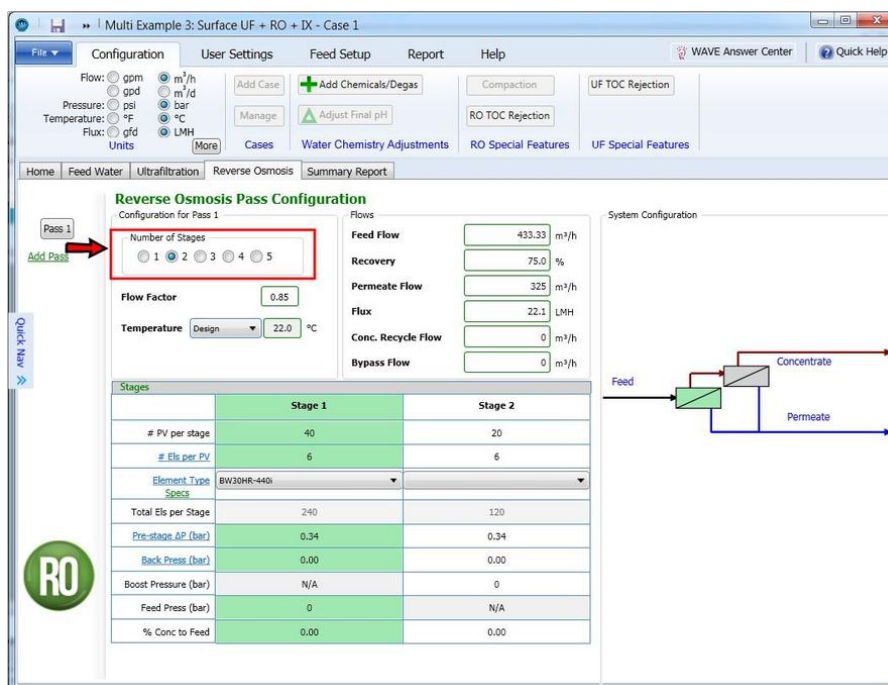 Multi Example 3: Surface UF + RO + IX - Case 1
File Configuration User Settings Feed Setup Report Help WAVE Answer Center Quick Help
Flow: gpm m³/h
gpd m³/d
Pressure: psi bar
Temperature: °F °C
Flux: gfd LMH
Units More
Add Case
Manage
Cases
Add Chemicals/Degas
Adjust Final pH
Water Chemistry Adjustments
Compaction
RO TOC Rejection
RO Special Features
UF TOC Rejection
UF Special Features
Home Feed Water Ultrafiltration Reverse Osmosis Summary Report
Pass 1
Add Pass
Quick Nav
Reverse Osmosis Pass Configuration
Configuration for Pass 1
Number of Stages
1 2 3 4 5
Flow Factor 0.85
Temperature Design 22.0 °C
Flows
Feed Flow 433.33 m³/h
Recovery 75.0 %
Permeate Flow 325 m³/h
Flux 22.1 LMH
Conc. Recycle Flow 0 m³/h
Bypass Flow 0 m³/h
System Configuration
Feed
Concentrate
Permeate
Stages
Stage 1 Stage 2
# PV per stage 40 20
# Els per PV 6 6
Element Type BW30HR-440i
Specs
Total Els per Stage 240 120
Pre-stage ΔP (bar) 0.34 0.34
Back Press (bar) 0.00 0.00
Boost Pressure (bar) N/A 0
Feed Press (bar) 0 N/A
% Conc to Feed 0.00 0.00
RO